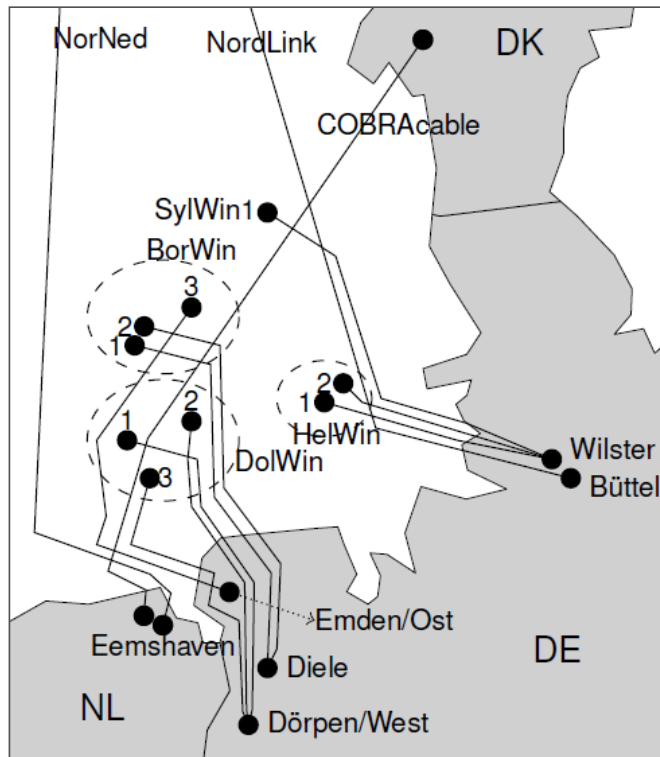 NorNed
NordLink
DK
COBRAcable
SylWin1
BorWin
3
2
1
2
1
HelWin
1
2
DolWin
3
Wilster
Büttel
Emden/Ost
Eemshaven
DE
Diele
NL
Dörpen/West